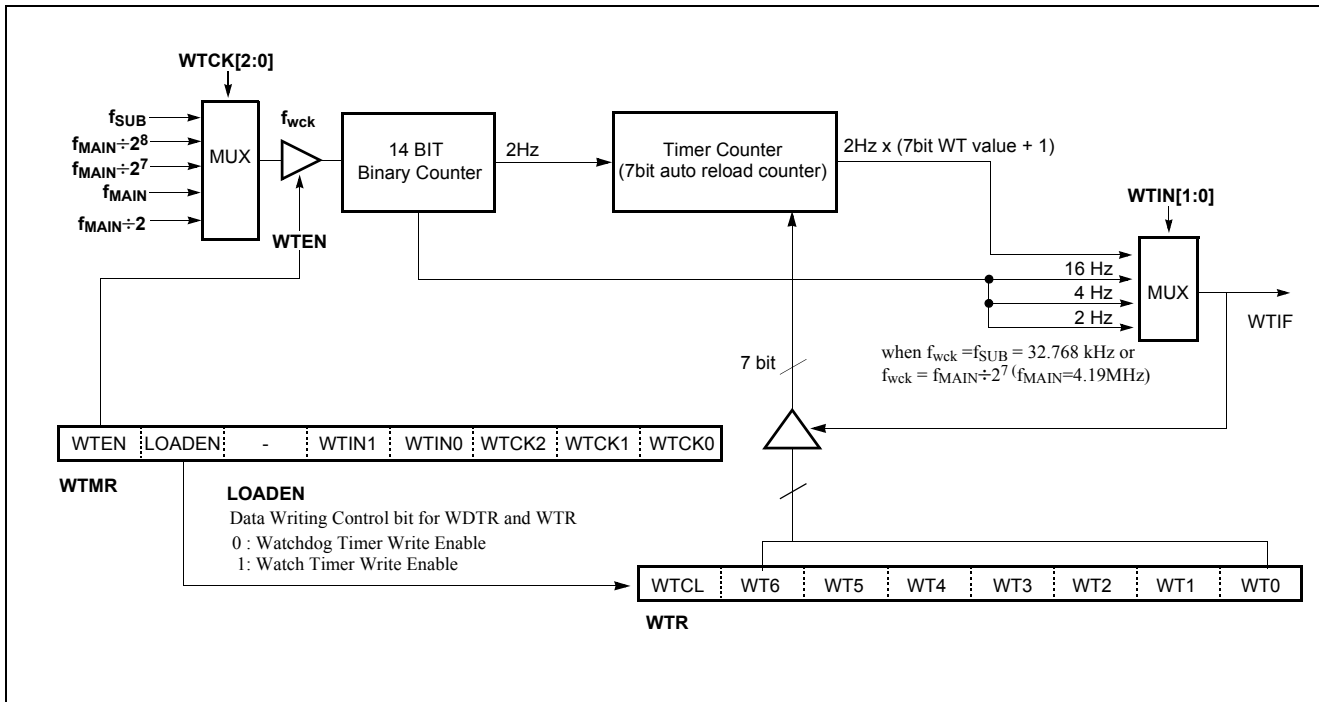 WTCK[2:0]
fSUB
fMAIN÷2⁸
fMAIN÷2⁷
fMAIN
fMAIN÷2
MUX
fwck
WTEN
14 BIT
Binary Counter
2Hz
Timer Counter
(7bit auto reload counter)
2Hz x (7bit WT value + 1)
WTIN[1:0]
16 Hz
4 Hz
2 Hz
MUX
WTIF
when fwck =fSUB = 32.768 kHz or
fwck = fMAIN÷2⁷ (fMAIN=4.19MHz)
7 bit
WTEN LOADEN - WTIN1 WTIN0 WTCK2 WTCK1 WTCK0
WTMR
LOADEN
Data Writing Control bit for WDTR and WTR
0 : Watchdog Timer Write Enable
1: Watch Timer Write Enable
WTCL WT6 WT5 WT4 WT3 WT2 WT1 WT0
WTR